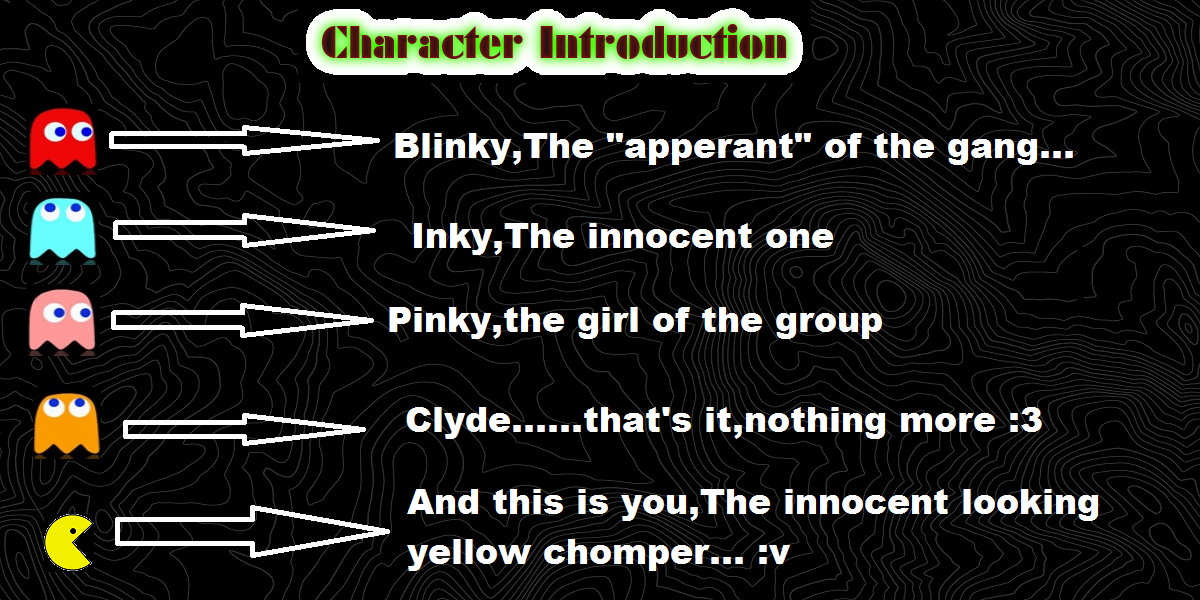 Character Introduction
Blinky,The "apperant" of the gang...
Inky,The innocent one
Pinky,the girl of the group
Clyde......that's it,nothing more :3
And this is you,The innocent looking
yellow chomper... :v